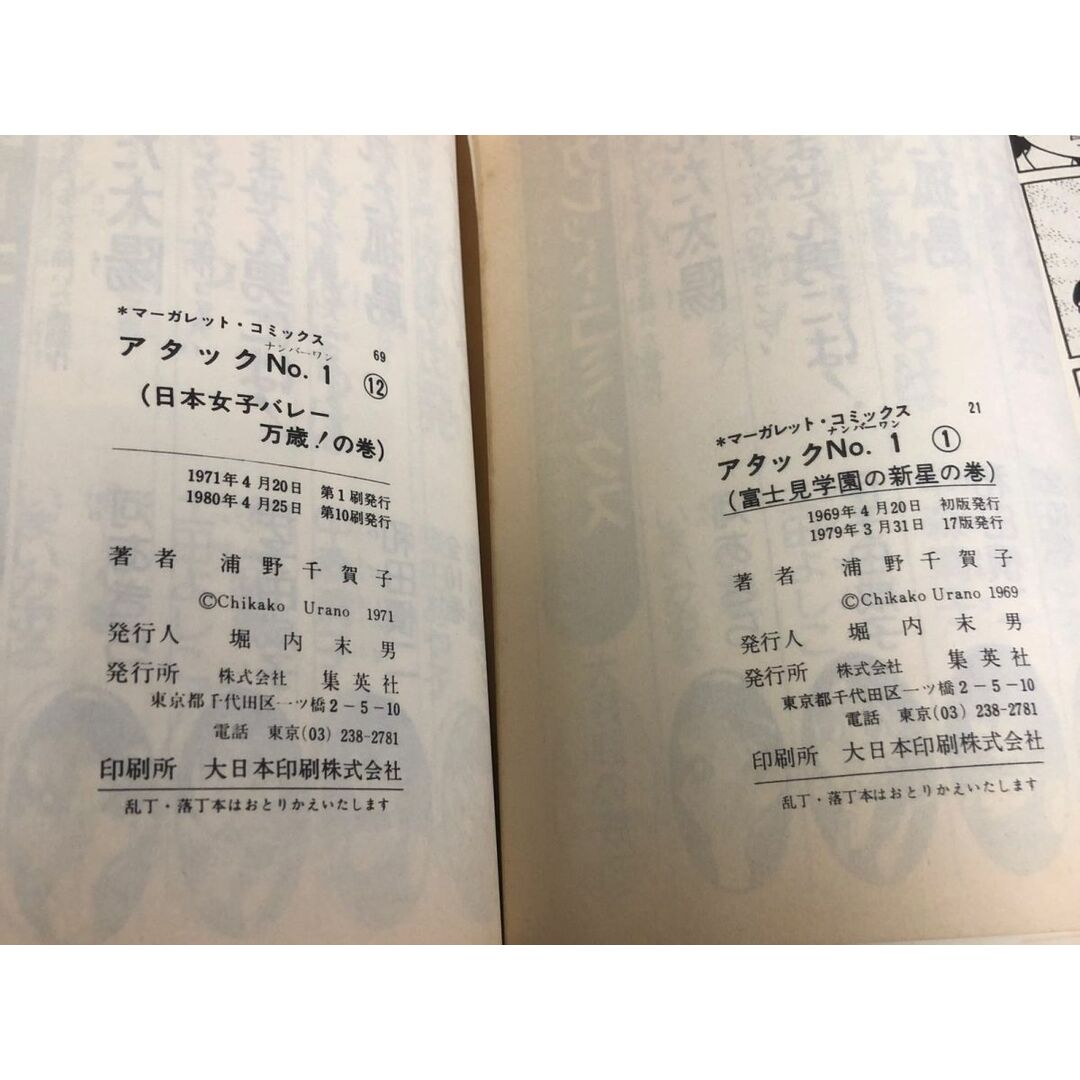 *マーガレット・コミックス 69
ナンバーワン
アタックNo.1 ⑫
(日本女子バレー
万歳!の巻)
1971年4月20日 第1刷発行
1980年4月25日 第10刷発行
著者 浦野千賀子
©Chikako Urano 1971
発行人 堀内末男
発行所 株式会社 集英社
東京都千代田区一ツ橋2-5-10
電話 東京(03)238-2781
印刷所 大日本印刷株式会社
乱丁・落丁本はおとりかえいたします
*マーガレット・コミックス 21
ナンバーワン
アタックNo.1 ①
(富士見学園の新星の巻)
1969年4月20日 初版発行
1979年3月31日 17版発行
著者 浦野千賀子
©Chikako Urano 1969
発行人 堀内末男
発行所 株式会社 集英社
東京都千代田区一ツ橋2-5-10
電話 東京(03)238-2781
印刷所 大日本印刷株式会社
乱丁・落丁本はおとりかえいたします